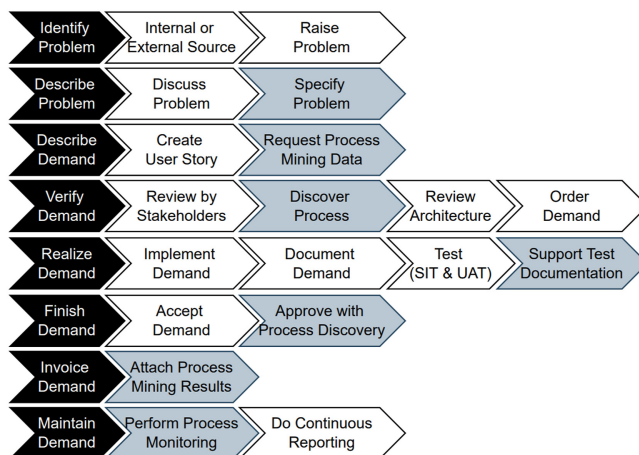 Identify
Problem
Internal or
External Source
Raise
Problem
Describe
Problem
Discuss
Problem
Specify
Problem
Describe
Demand
Create
User Story
Request Process
Mining Data
Verify
Demand
Review by
Stakeholders
Discover
Process
Review
Architecture
Order
Demand
Realize
Demand
Implement
Demand
Document
Demand
Test
(SIT & UAT)
Support Test
Documentation
Finish
Demand
Accept
Demand
Approve with
Process Discovery
Invoice
Demand
Attach Process
Mining Results
Maintain
Demand
Perform Process
Monitoring
Do Continuous
Reporting